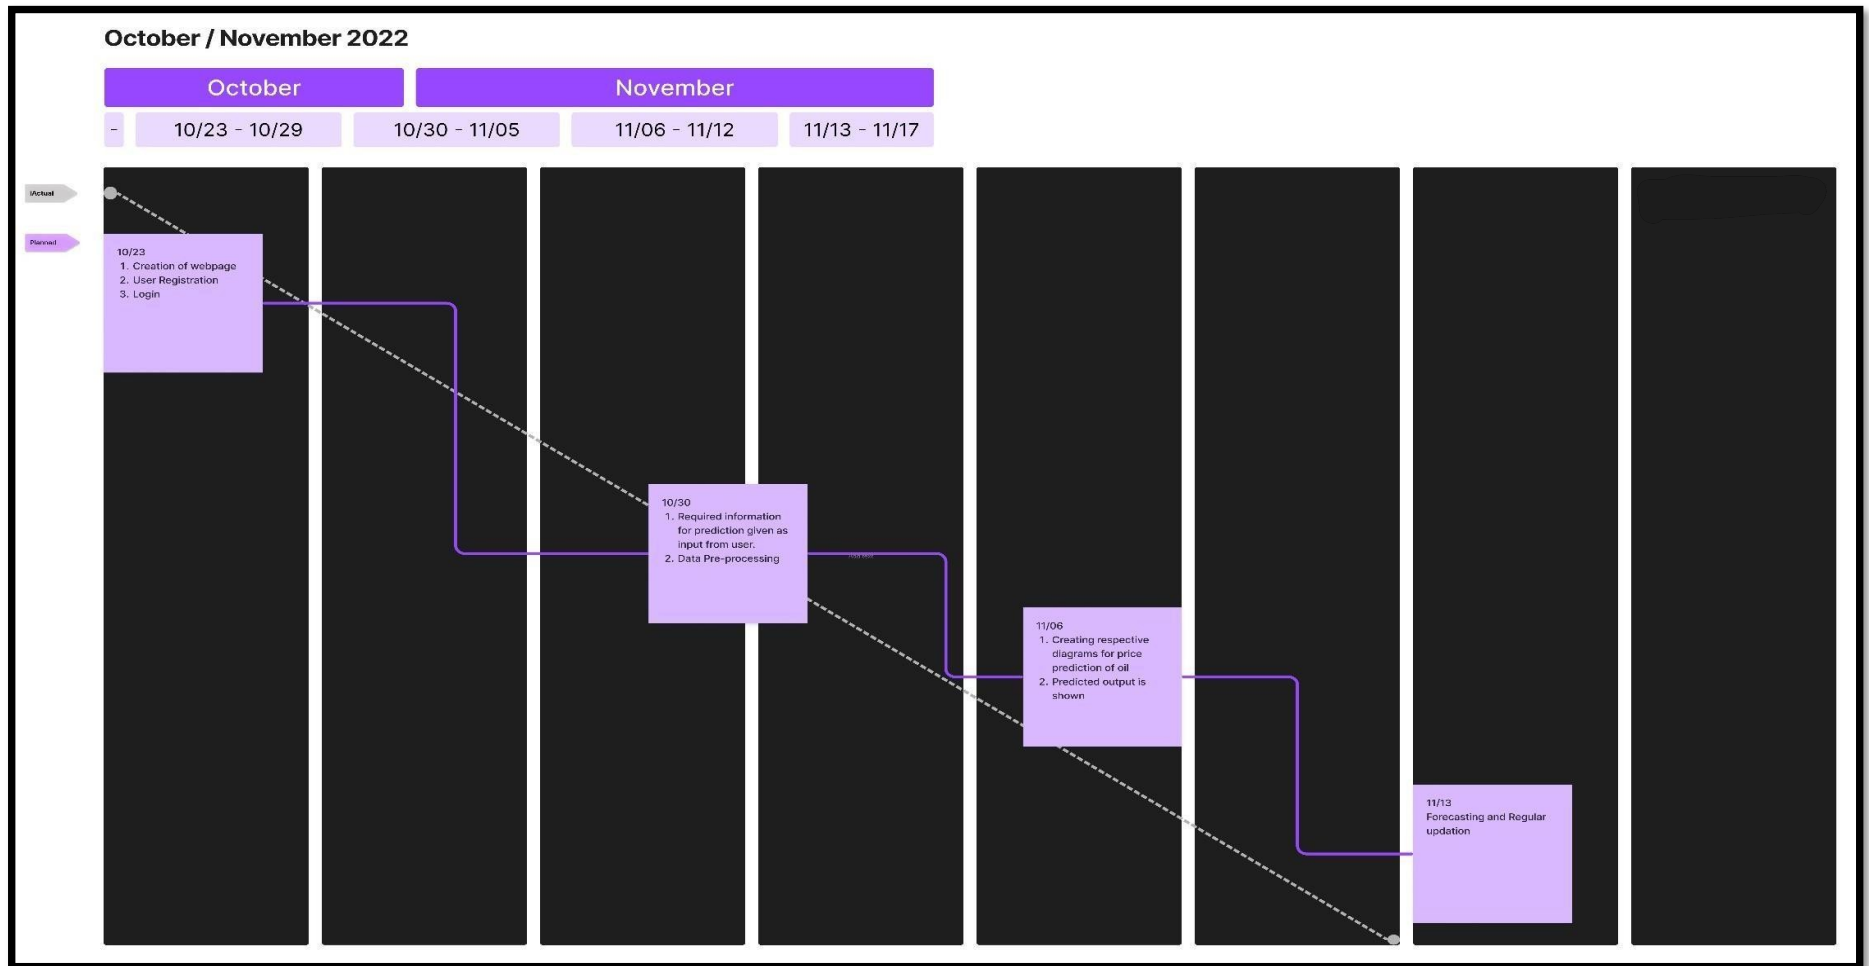 October / November 2022
October
November
-
10/23 - 10/29
10/30 - 11/05
11/06 - 11/12
11/13 - 11/17
Actual
Planned
10/23
1. Creation of webpage
2. User Registration
3. Login
10/30
1. Required information
for prediction given as
input from user.
2. Data Pre-processing
Add text
11/06
1. Creating respective
diagrams for price
prediction of oil
2. Predicted output is
shown
11/13
Forecasting and Regular
updation